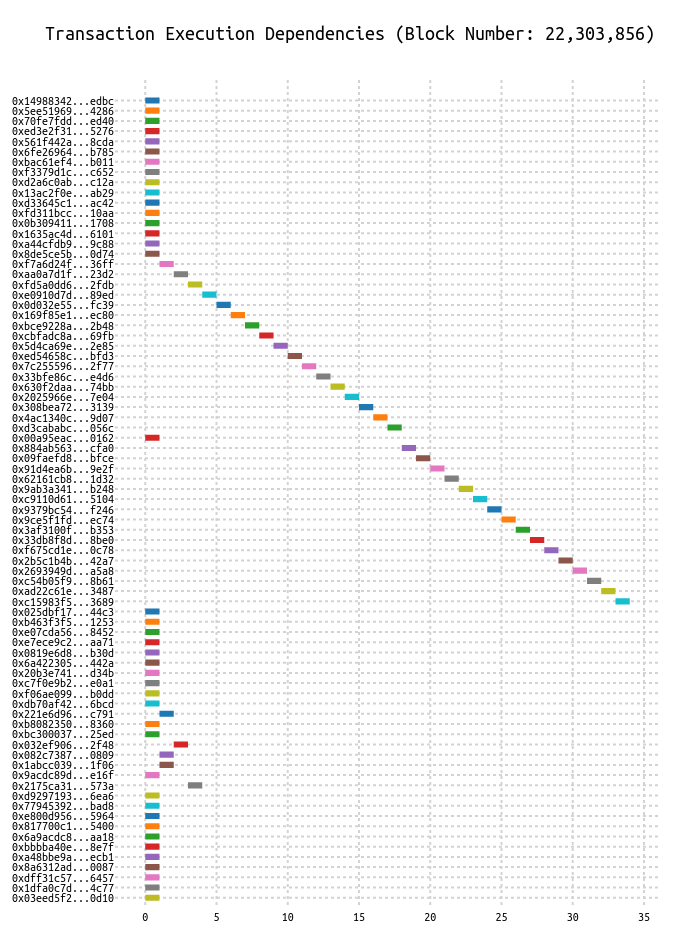 Transaction Execution Dependencies (Block Number: 22,303,856)
0x14988342...edbc
0x5ee51969...4286
0x70fe7fdd...ed40
0xed3e2f31...5276
0x561f442a...8cda
0x6fe26964...b785
0xbac61ef4...b011
0xf3379d1c...c652
0xd2a6c0ab...c12a
0x13ac2f0e...ab29
0xd33645c1...ac42
0xfd311bcc...10aa
0x0b309411...1708
0x1635ac4d...6101
0xa44cfdb9...9c88
0x8de5ce5b...0d74
0xf7a6d24f...36ff
0xaa0a7d1f...23d2
0xfd5a0dd6...2fdb
0xe0910d7d...89ed
0x0d032e55...fc39
0x169f85e1...ec80
0xbce9228a...2b48
0xcbfadc8a...69fb
0x5d4ca69e...2e85
0xed54658c...bfd3
0x7c255596...2f77
0x33bfe86c...e4d6
0x630f2daa...74bb
0x2025966e...7e04
0x308bea72...3139
0x4ac1340c...9d07
0xd3cababc...056c
0x00a95eac...0162
0x884ab563...cfa0
0x09faefd8...bfce
0x91d4ea6b...9e2f
0x62161cb8...1d32
0x9ab3a341...b248
0xc9110d61...5104
0x9379bc54...f246
0x9ce5f1fd...ec74
0x3af3100f...b353
0x33db8f8d...8be0
0xf675cd1e...0c78
0x2b5c1b4b...42a7
0x2693949d...a5a8
0xc54b05f9...8b61
0xad22c61e...3487
0xc15983f5...3689
0x025dbf17...44c3
0xb463f3f5...1253
0xe07cda56...8452
0xe7ece9c2...aa71
0x0819e6d8...b30d
0x6a422305...442a
0x20b3e741...d34b
0xc7f0e9b2...e0a1
0xf06ae099...b0dd
0xdb70af42...6bcd
0x221e6d96...c791
0xb8082350...8360
0xbc300037...25ed
0x032ef906...2f48
0x082c7387...0809
0x1abcc039...1f06
0x9acdc89d...e16f
0x2175ca31...573a
0xd9297193...6ea6
0x77945392...bad8
0xe800d956...5964
0x817700c1...5400
0x6a9acdc8...aa18
0xbbbba40e...8e7f
0xa48bbe9a...ecb1
0x8a6312ad...0087
0xdff31c57...6457
0x1dfa0c7d...4c77
0x03eed5f2...0d10
0 5 10 15 20 25 30 35